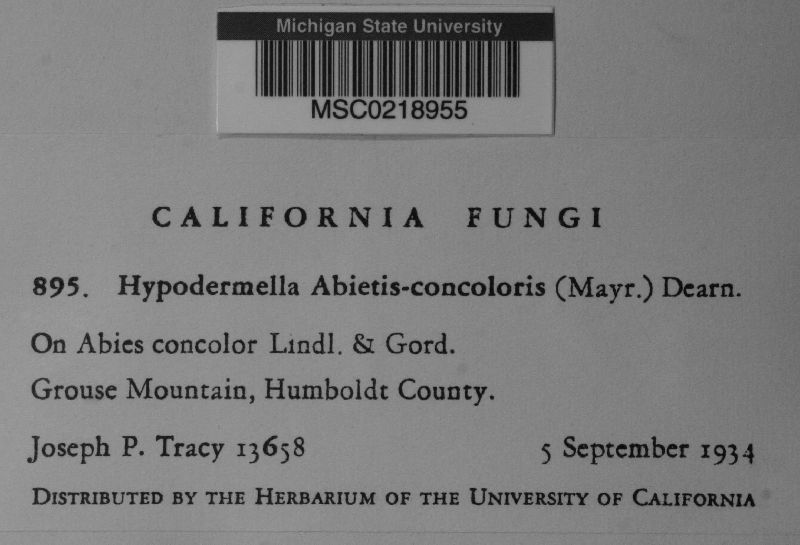 Michigan State University
MSC0218955
CALIFORNIA FUNGI
895. Hypodermella Abietis-concoloris (Mayr.) Dearn.
On Abies concolor Lindl. & Gord.
Grouse Mountain, Humboldt County.
Joseph P. Tracy 13658 5 September 1934
DISTRIBUTED BY THE HERBARIUM OF THE UNIVERSITY OF CALIFORNIA